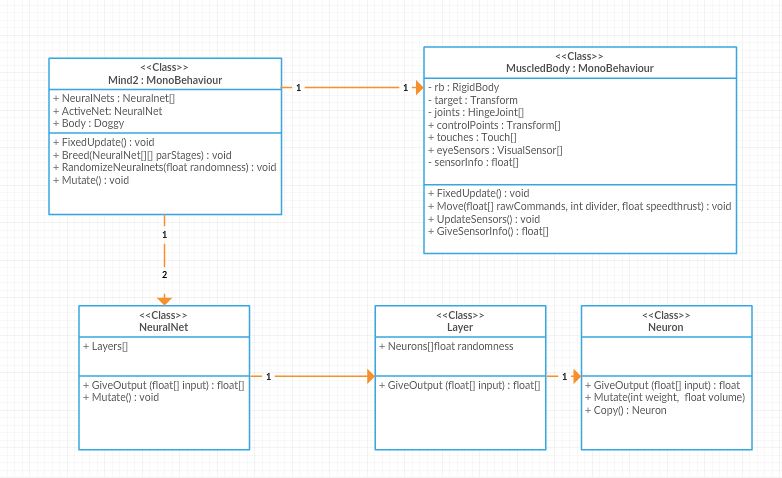 <<Class>>
Mind2 : MonoBehaviour
+ NeuralNets : Neuralnet[]
+ ActiveNet: NeuralNet
+ Body : Doggy
+ FixedUpdate() : void
+ Breed(NeuralNet[][] parStages) : void
+ RandomizeNeuralnets(float randomness) : void
+ Mutate() : void
1
1
<<Class>>
MuscledBody : MonoBehaviour
- rb : RigidBody
- target : Transform
- joints : HingeJoint[]
+ controlPoints : Transform[]
+ touches : Touch[]
+ eyeSensors : VisualSensor[]
- sensorInfo : float[]
+ FixedUpdate() : void
+ Move(float[] rawCommands, int divider, float speedthrust) : void
+ UpdateSensors() : void
+ GiveSensorInfo() : float[]
1
2
<<Class>>
NeuralNet
+ Layers[]
+ GiveOutput (float[] input) : float[]
+ Mutate() : void
1
<<Class>>
Layer
+ Neurons[]float randomness
+ GiveOutput (float[] input) : float[]
1
<<Class>>
Neuron
+ GiveOutput (float[] input) : float
+ Mutate(int weight,  float volume)
+ Copy() : Neuron